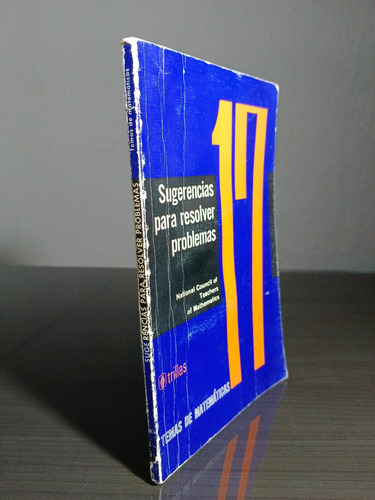 Temas de matemáticas
SUGERENCIAS PARA RESOLVER PROBLEMAS
17
Sugerencias
para resolver
problemas
National Council of
Teachers
of Mathematics
trillas
TEMAS DE MATEMÁTICAS